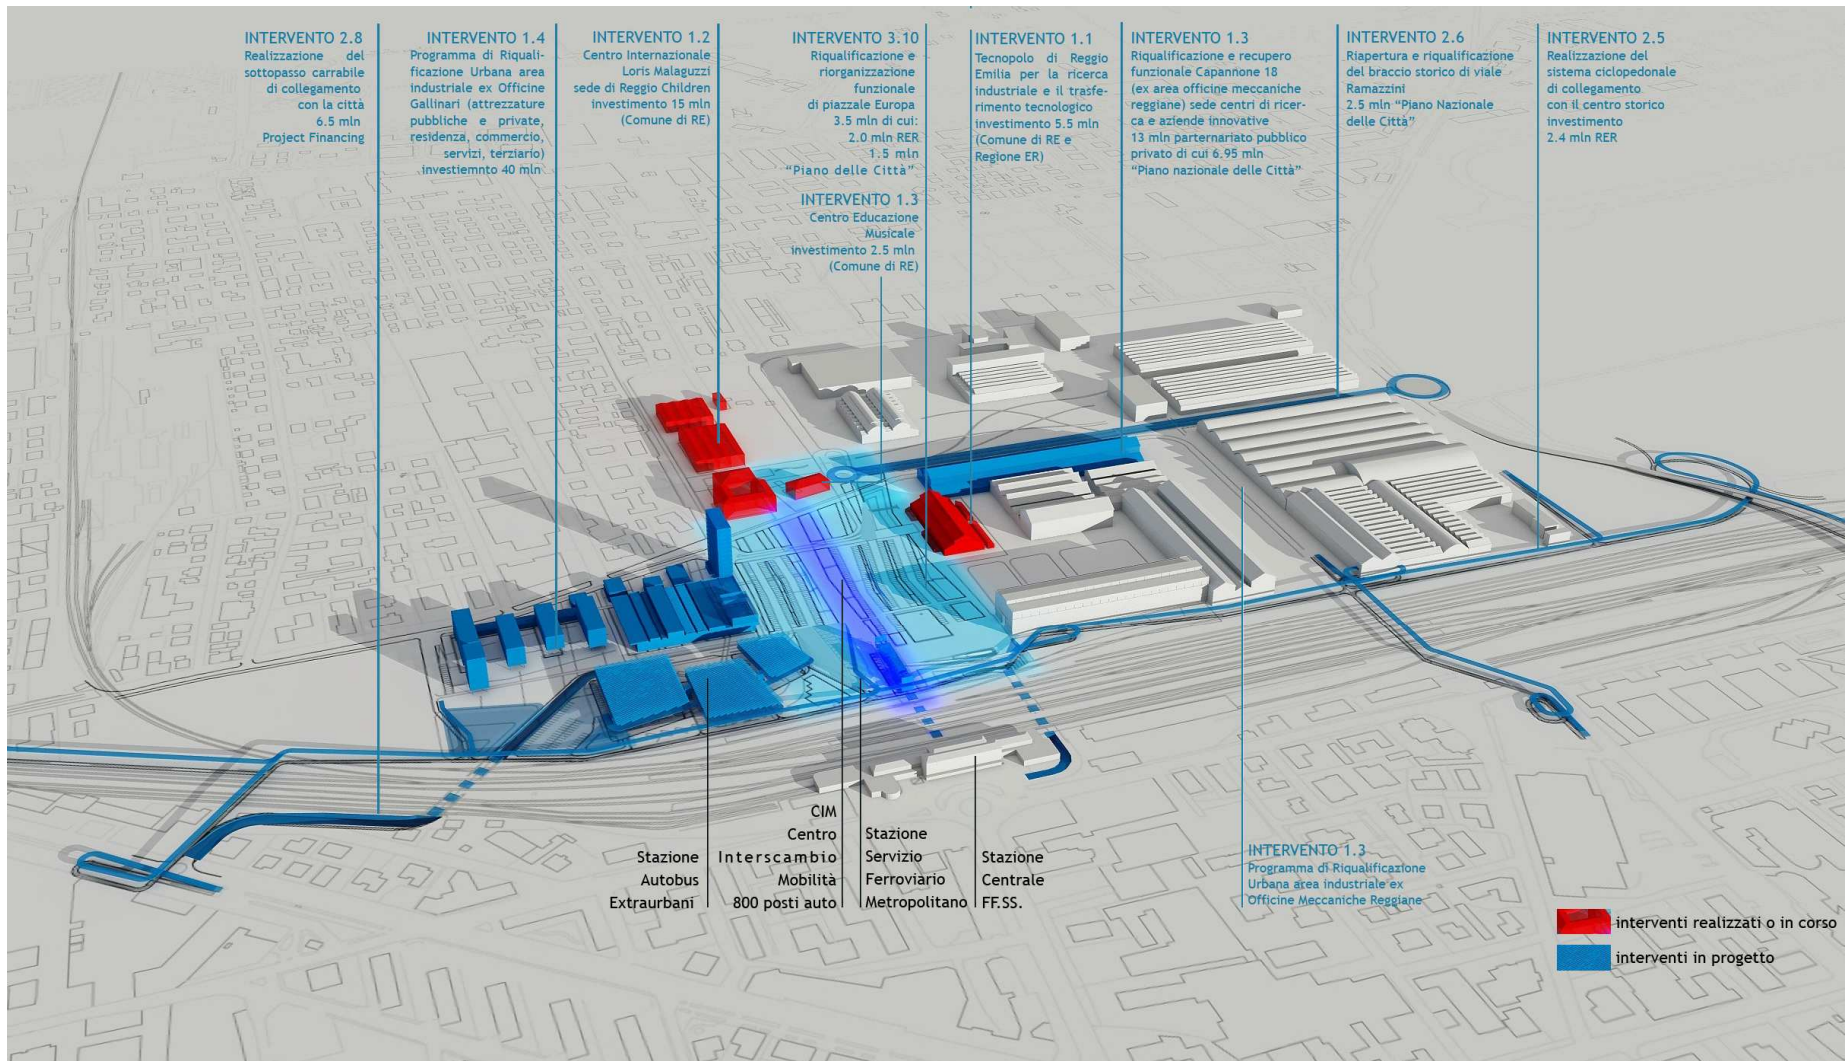 INTERVENTO 2.8
Realizzazione del
sottopasso carrabile
di collegamento
con la città
6.5 mln
Project Financing
INTERVENTO 1.4
Programma di Riquali-
ficazione Urbana area
industriale ex Officine
Gallinari (attrezzature
pubbliche e private,
residenza, commercio,
servizi, terziario)
investiemnto 40 mln
INTERVENTO 1.2
Centro Internazionale
Loris Malaguzzi
sede di Reggio Children
investimento 15 mln
(Comune di RE)
INTERVENTO 3.10
Riqualificazione e
riorganizzazione
funzionale
di piazzale Europa
3.5 mln di cui:
2.0 mln RER
1.5 mln
"Piano delle Città"
INTERVENTO 1.3
Centro Educazione
Musicale
investimento 2.5 mln
(Comune di RE)
INTERVENTO 1.1
Tecnopolo di Reggio
Emilia per la ricerca
industriale e il trasfe-
rimento tecnologico
investimento 5.5 mln
(Comune di RE e
Regione ER)
INTERVENTO 1.3
Riqualificazione e recupero
funzionale Capannone 18
(ex area officine meccaniche
reggiane) sede centri di ricer-
ca e aziende innovative
13 mln parternariato pubblico
privato di cui 6.95 mln
"Piano nazionale delle Città"
INTERVENTO 2.6
Riapertura e riqualificazione
del braccio storico di viale
Ramazzini
2.5 mln "Piano Nazionale
delle Città"
INTERVENTO 2.5
Realizzazione del
sistema ciclopedonale
di collegamento
con il centro storico
investimento
2.4 mln RER
Stazione
Autobus
Extraurbani
CIM
Centro
Interscambio
Mobilità
800 posti auto
Stazione
Servizio
Ferroviario
Metropolitano
Stazione
Centrale
FF.SS.
INTERVENTO 1.3
Programma di Riqualificazione
Urbana area industriale ex
Officine Meccaniche Reggiane
interventi realizzati o in corso
interventi in progetto